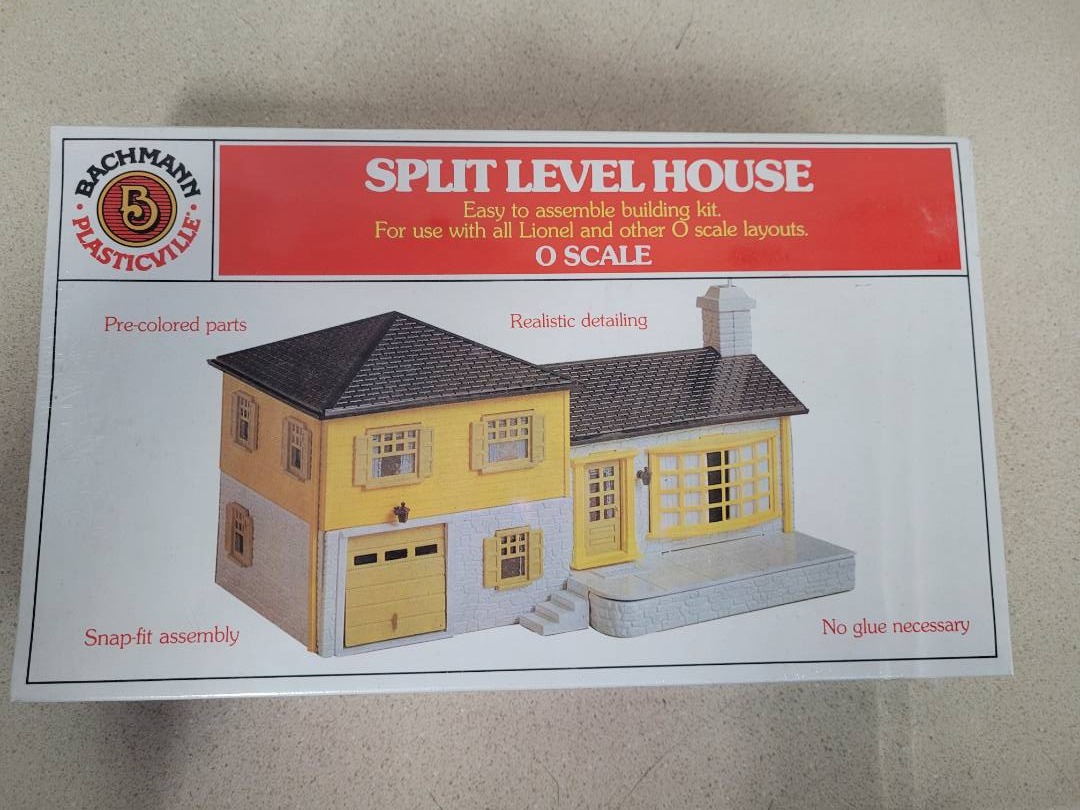 BACHMANN
B
PLASTICVILLE
SPLIT LEVEL HOUSE
Easy to assemble building kit.
For use with all Lionel and other O scale layouts.
O SCALE
Pre-colored parts
Realistic detailing
Snap-fit assembly
No glue necessary